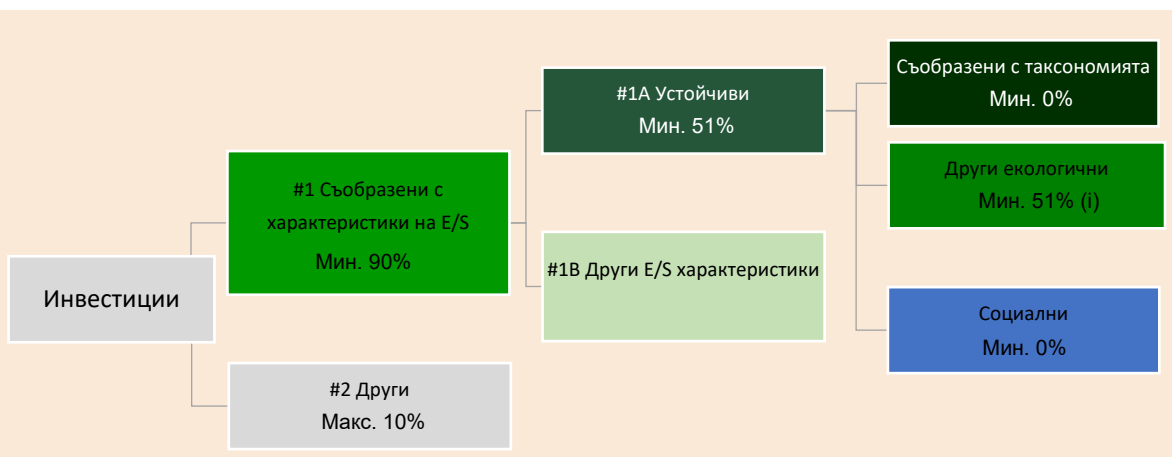 Инвестиции
#1 Съобразени с
характеристики на E/S
Мин. 90%
#2 Други
Макс. 10%
#1A Устойчиви
Мин. 51%
#1B Други E/S характеристики
Съобразени с таксономията
Мин. 0%
Други екологични
Мин. 51% (i)
Социални
Мин. 0%